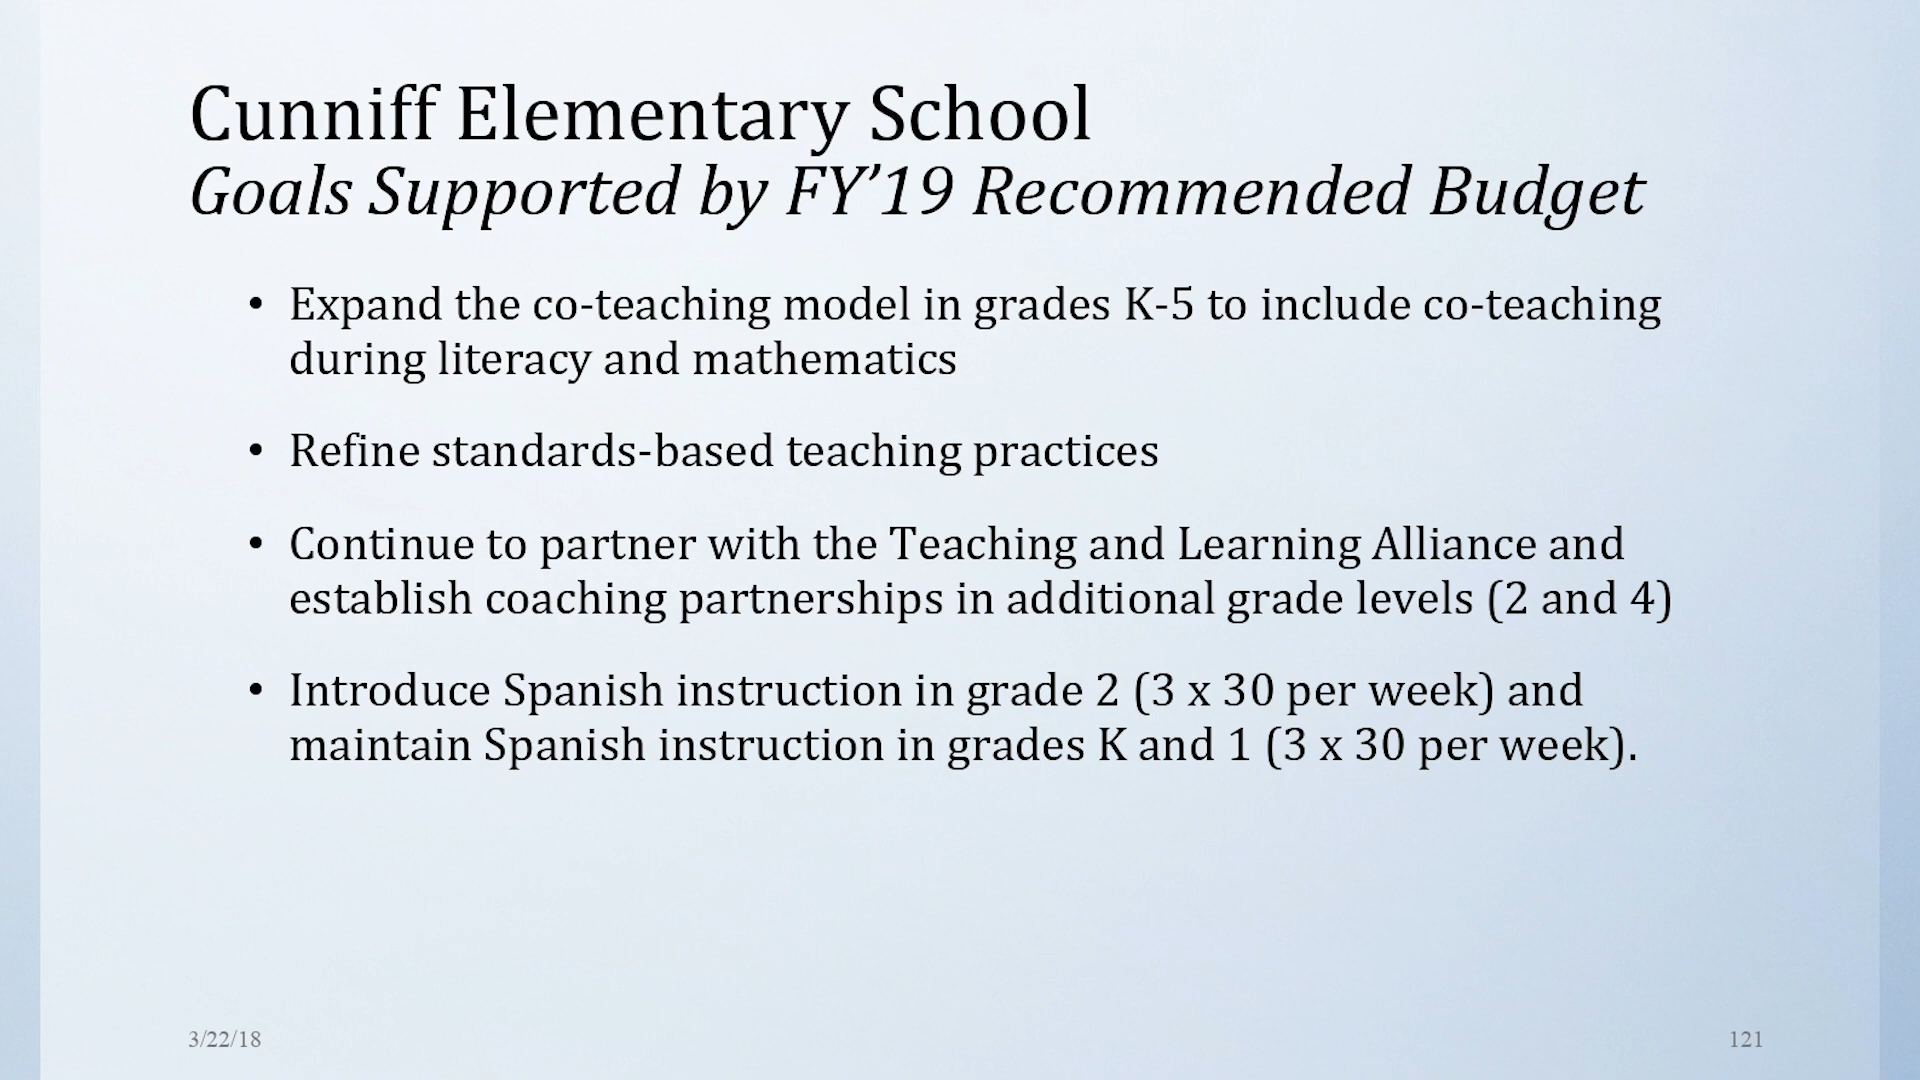 Cunniff Elementary School
Goals Supported by FY’19 Recommended Budget
• Expand the co-teaching model in grades K-5 to include co-teaching
during literacy and mathematics
• Refine standards-based teaching practices
• Continue to partner with the Teaching and Learning Alliance and
establish coaching partnerships in additional grade levels (2 and 4)
• Introduce Spanish instruction in grade 2 (3 x 30 per week) and
maintain Spanish instruction in grades K and 1 (3 x 30 per week).
3/22/18
121